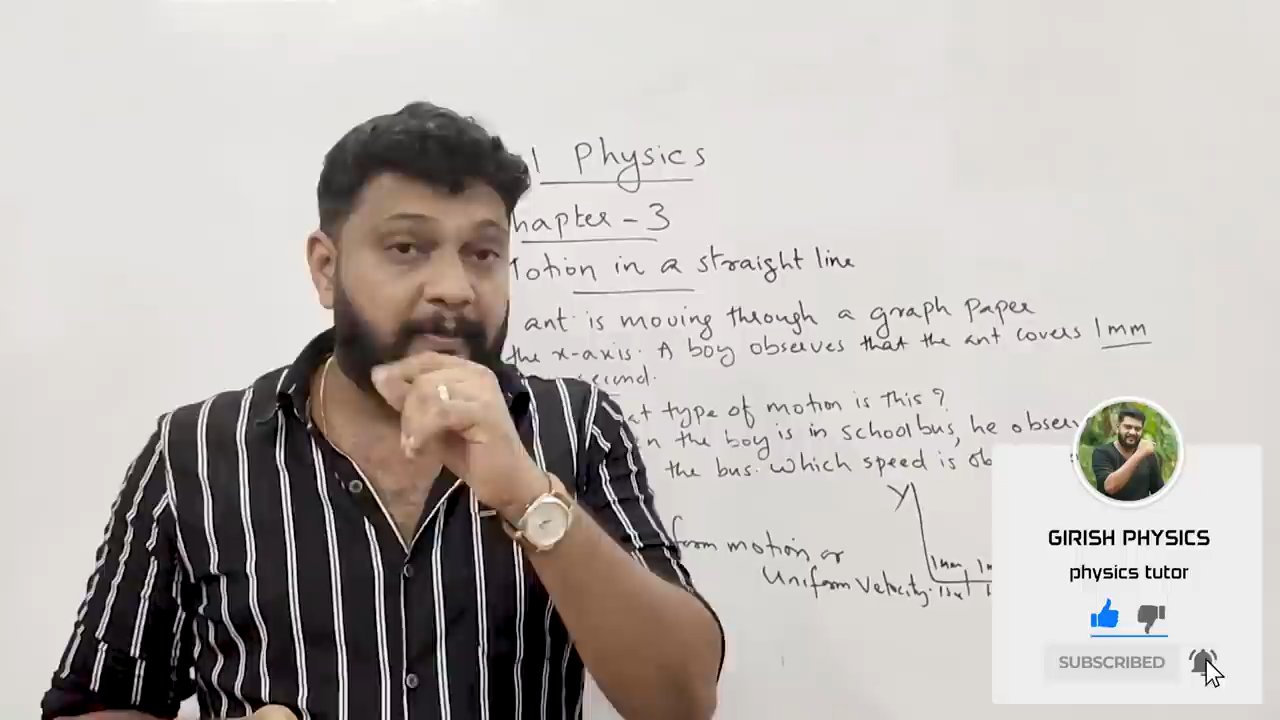 Physics
hapter - 3
otion in a straight line
ant is moving through a graph paper
the x-axis. A boy observes that the ant covers 1mm
econd.
at type of motion is this?
n the boy is in school bus, he obser
the bus. Which speed is ob
Y
form motion or
Uniform velocity.
1mm
GIRISH PHYSICS
physics tutor
SUBSCRIBED